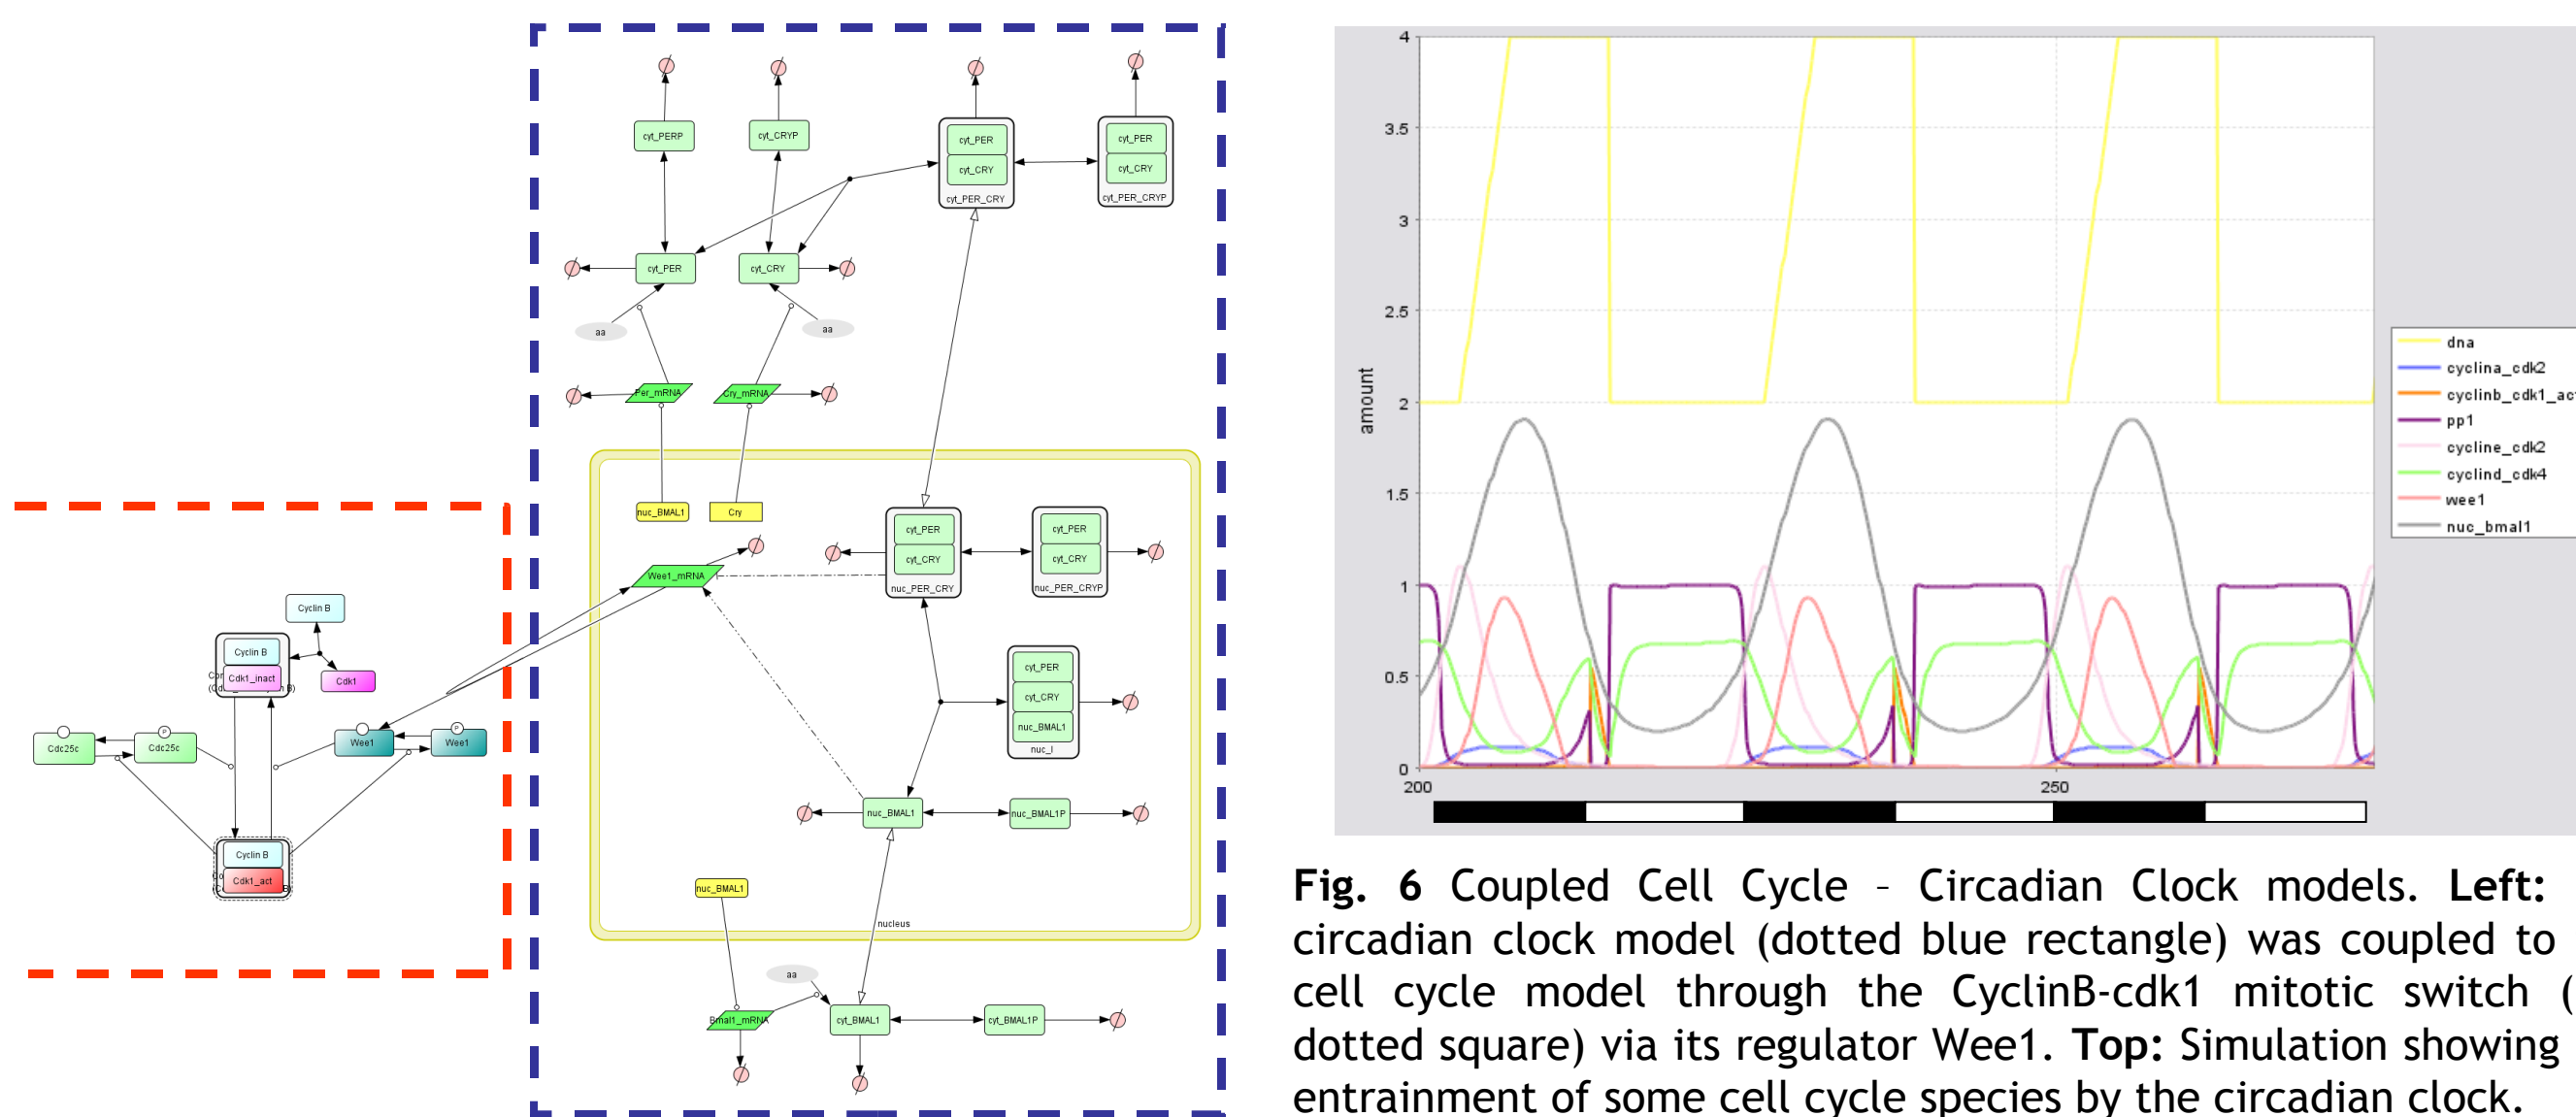 cyt_PERP
cyt_CRYP
cyt_PER
cyt_CRY
cyt_PER_CRY
cyt_PER
cyt_CRY
cyt_PER_CRYP
cyt_PER
cyt_CRY
aa
aa
Per_mRNA
Cry_mRNA
nuc_BMAL1
Cry
Wee1_mRNA
cyt_PER
cyt_CRY
nuc_PER_CRY
cyt_PER
cyt_CRY
nuc_PER_CRYP
cyt_PER
cyt_CRY
nuc_BMAL1
nuc_I
nuc_BMAL1
nuc_BMAL1P
nuc_BMAL1
nucleus
aa
Bmal1_mRNA
cyt_BMAL1
cyt_BMAL1P
Cyclin B
Cyclin B
Cdk1_inact
B)
Cdk1
Cdc25c
P
Cdc25c
Wee1
P
Wee1
Cyclin B
Cdk1_act
B)
4
3.5
3
2.5
2
1.5
1
0.5
0
amount
200
250
dna
cyclina_cdk2
cyclinb_cdk1_act
pp1
cycline_cdk2
cyclind_cdk4
wee1
nuc_bmal1
Fig. 6 Coupled Cell Cycle – Circadian Clock models. Left:
circadian clock model (dotted blue rectangle) was coupled to
cell cycle model through the CyclinB-cdk1 mitotic switch (
dotted square) via its regulator Wee1. Top: Simulation showing
entrainment of some cell cycle species by the circadian clock.